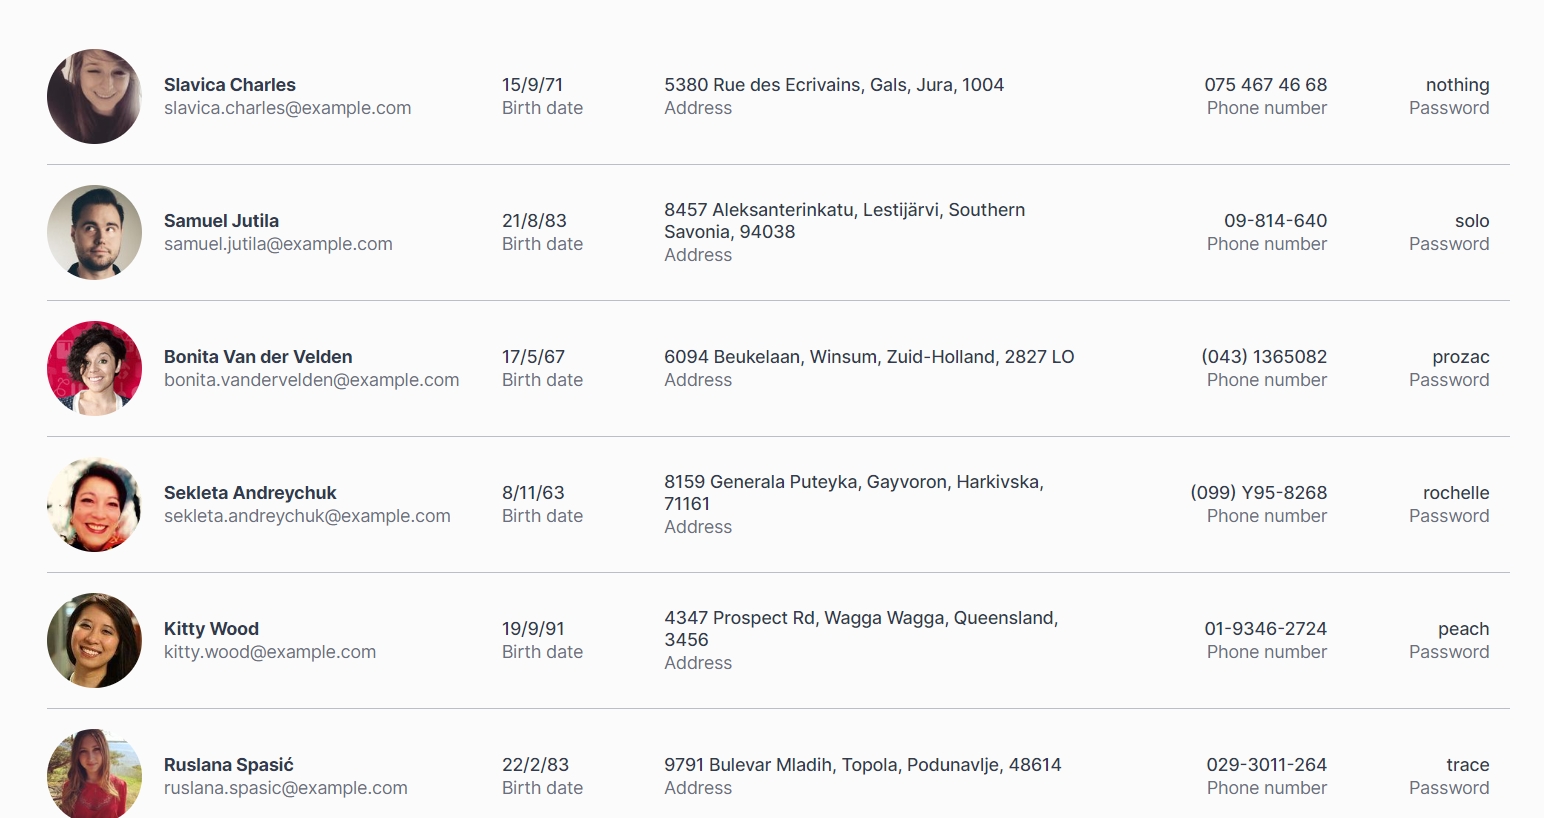 Slavica Charles
slavica.charles@example.com
15/9/71
Birth date
5380 Rue des Ecrivains, Gals, Jura, 1004
Address
075 467 46 68
Phone number
nothing
Password
Samuel Jutila
samuel.jutila@example.com
21/8/83
Birth date
8457 Aleksanterinkatu, Lestijärvi, Southern
Savonia, 94038
Address
09-814-640
Phone number
solo
Password
Bonita Van der Velden
bonita.vandervelden@example.com
17/5/67
Birth date
6094 Beukelaan, Winsum, Zuid-Holland, 2827 LO
Address
(043) 1365082
Phone number
prozac
Password
Sekleta Andreychuk
sekleta.andreychuk@example.com
8/11/63
Birth date
8159 Generala Puteyka, Gayvoron, Harkivska,
71161
Address
(099) Y95-8268
Phone number
rochelle
Password
Kitty Wood
kitty.wood@example.com
19/9/91
Birth date
4347 Prospect Rd, Wagga Wagga, Queensland,
3456
Address
01-9346-2724
Phone number
peach
Password
Ruslana Spasić
ruslana.spasic@example.com
22/2/83
Birth date
9791 Bulevar Mladih, Topola, Podunavlje, 48614
Address
029-3011-264
Phone number
trace
Password